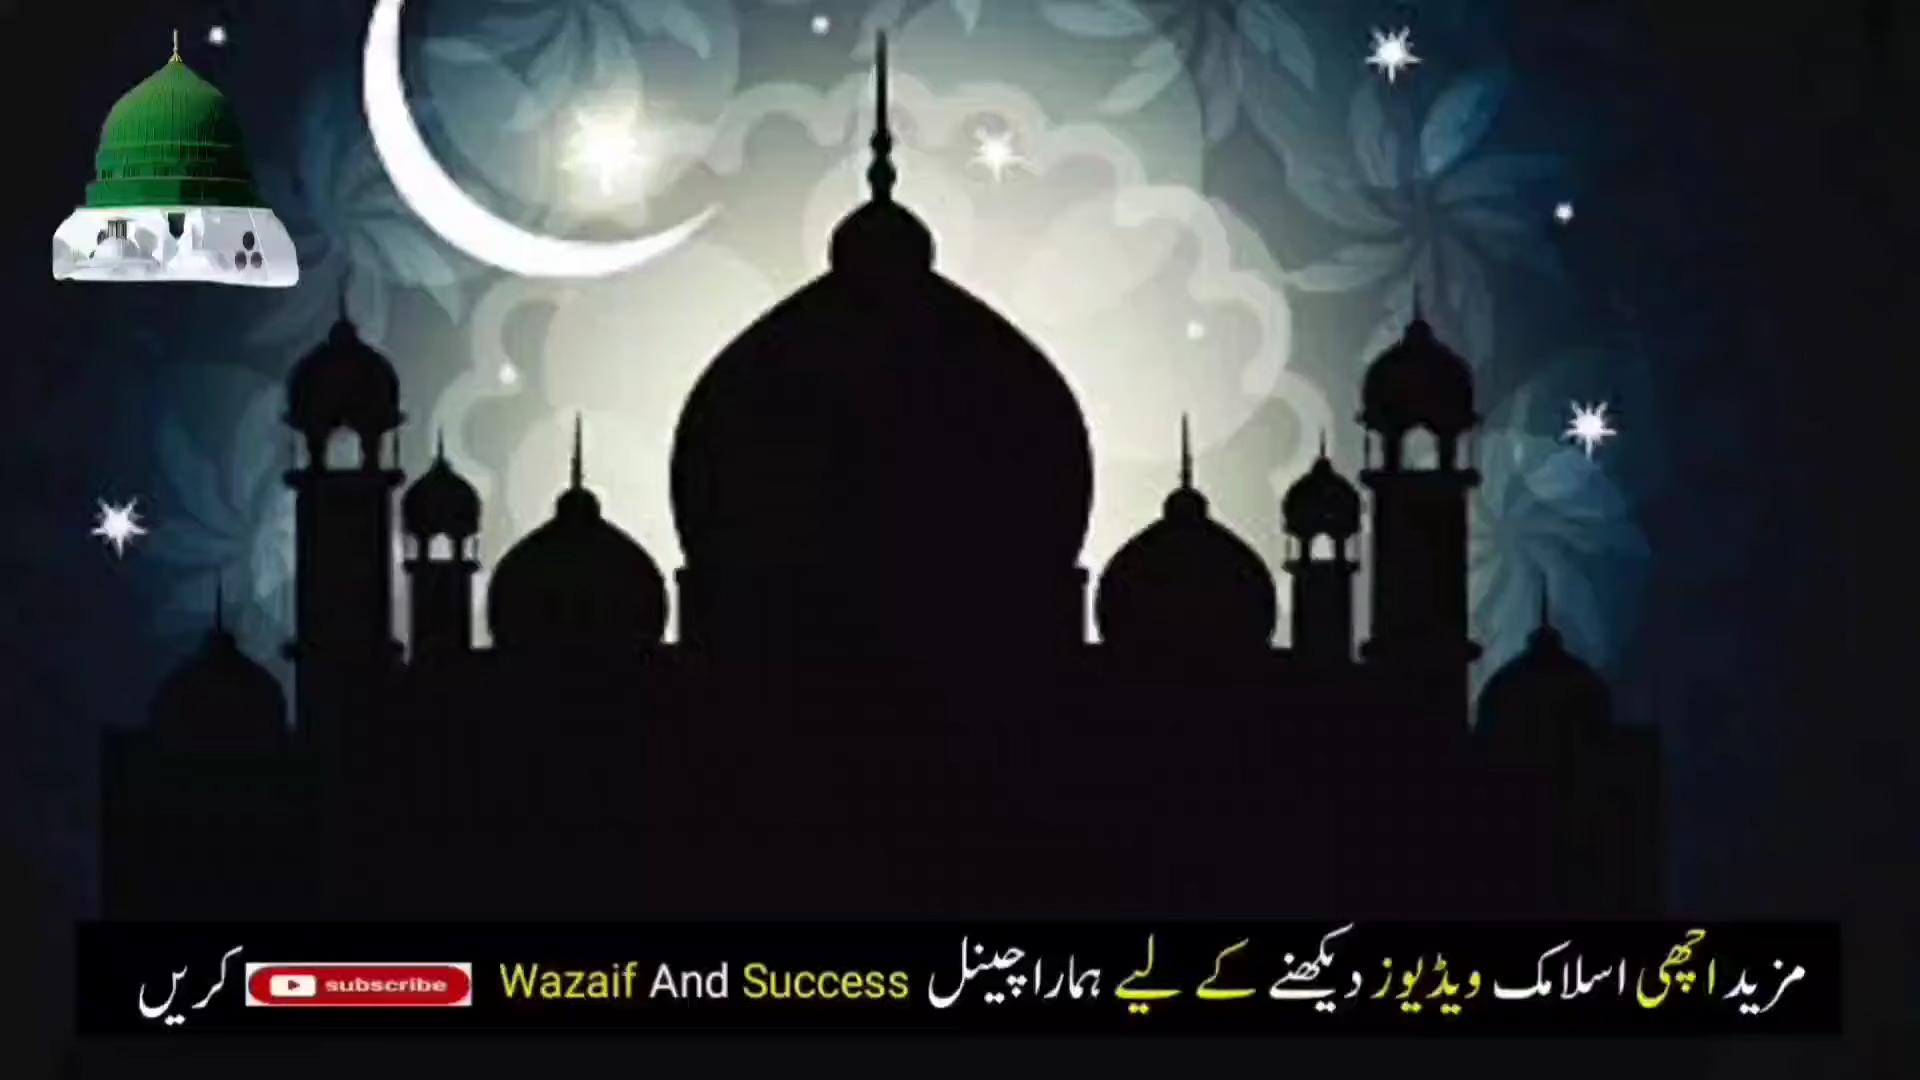 مزید اچھی اسلامک ویڈیوز دیکھنے کے لیے ہمارا چینل Wazaif And Success subscribe کریں